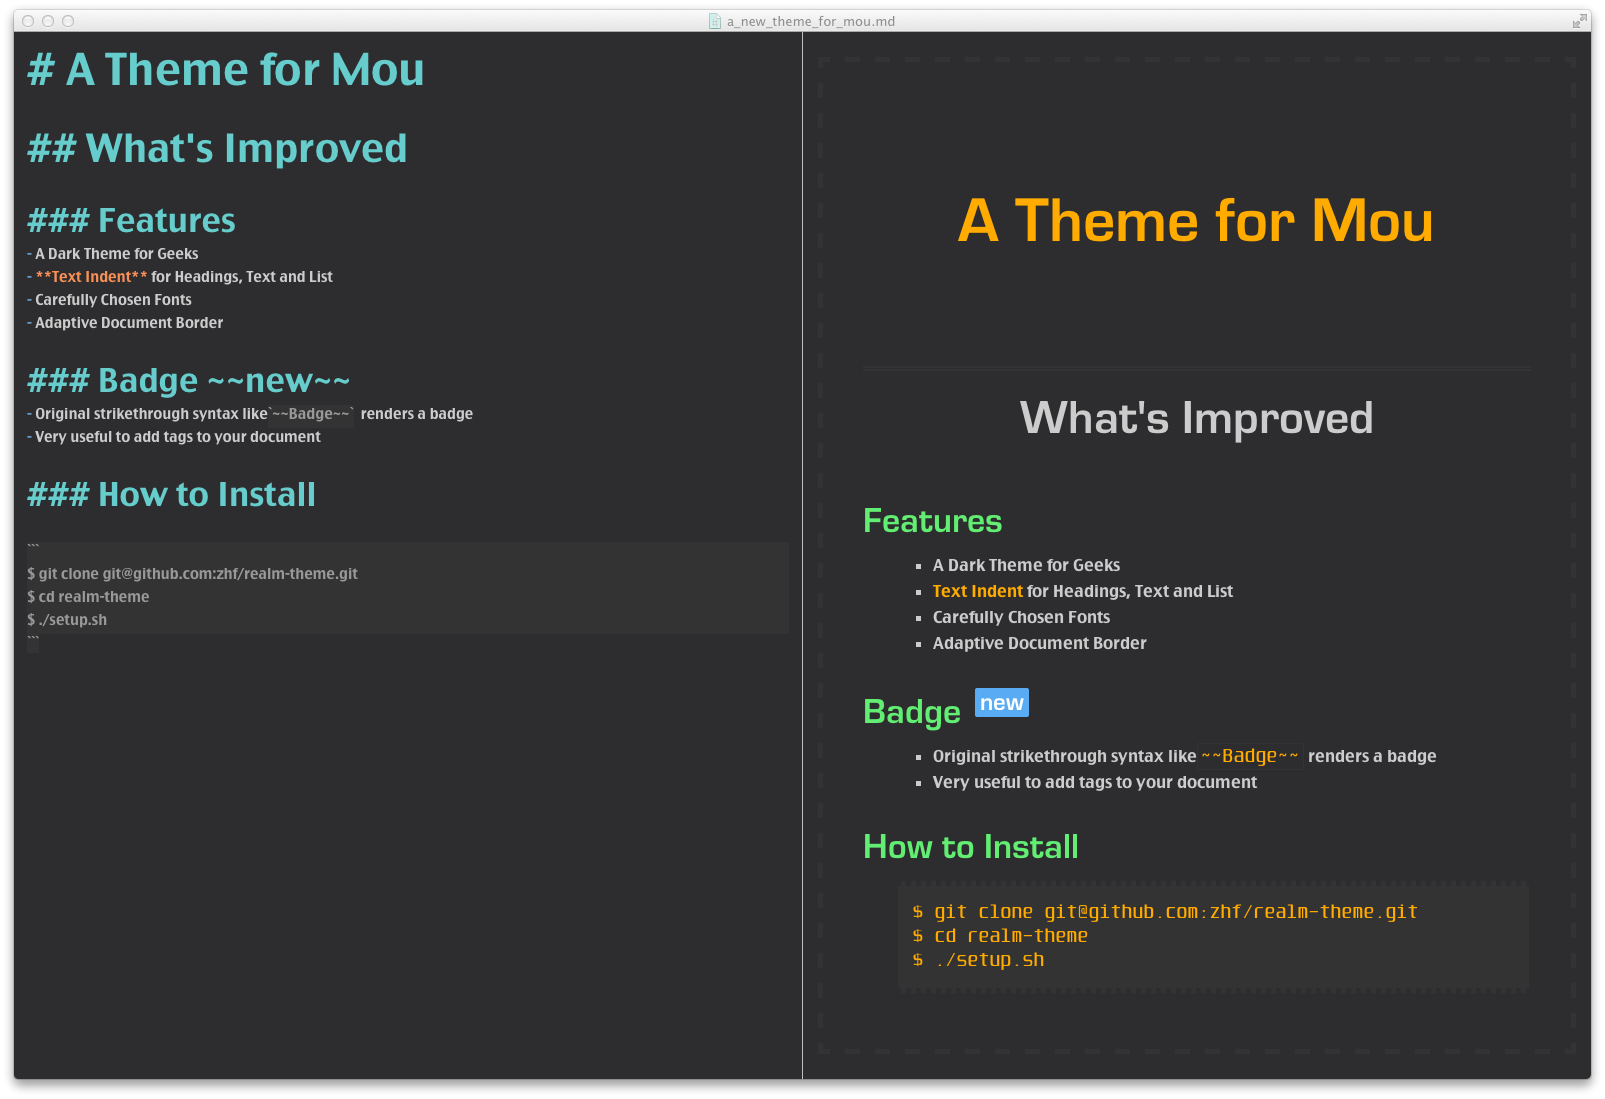 a_new_theme_for_mou.md
# A Theme for Mou
## What's Improved
### Features
- A Dark Theme for Geeks
- **Text Indent** for Headings, Text and List
- Carefully Chosen Fonts
- Adaptive Document Border
### Badge ~~new~~
- Original strikethrough syntax like`~~Badge~~` renders a badge
- Very useful to add tags to your document
### How to Install
```
$ git clone git@github.com:zhf/realm-theme.git
$ cd realm-theme
$ ./setup.sh
```
A Theme for Mou
What's Improved
Features
▪ A Dark Theme for Geeks
▪ Text Indent for Headings, Text and List
▪ Carefully Chosen Fonts
▪ Adaptive Document Border
Badge new
▪ Original strikethrough syntax like ~~Badge~~ renders a badge
▪ Very useful to add tags to your document
How to Install
$ git clone git@github.com:zhf/realm-theme.git
$ cd realm-theme
$ ./setup.sh